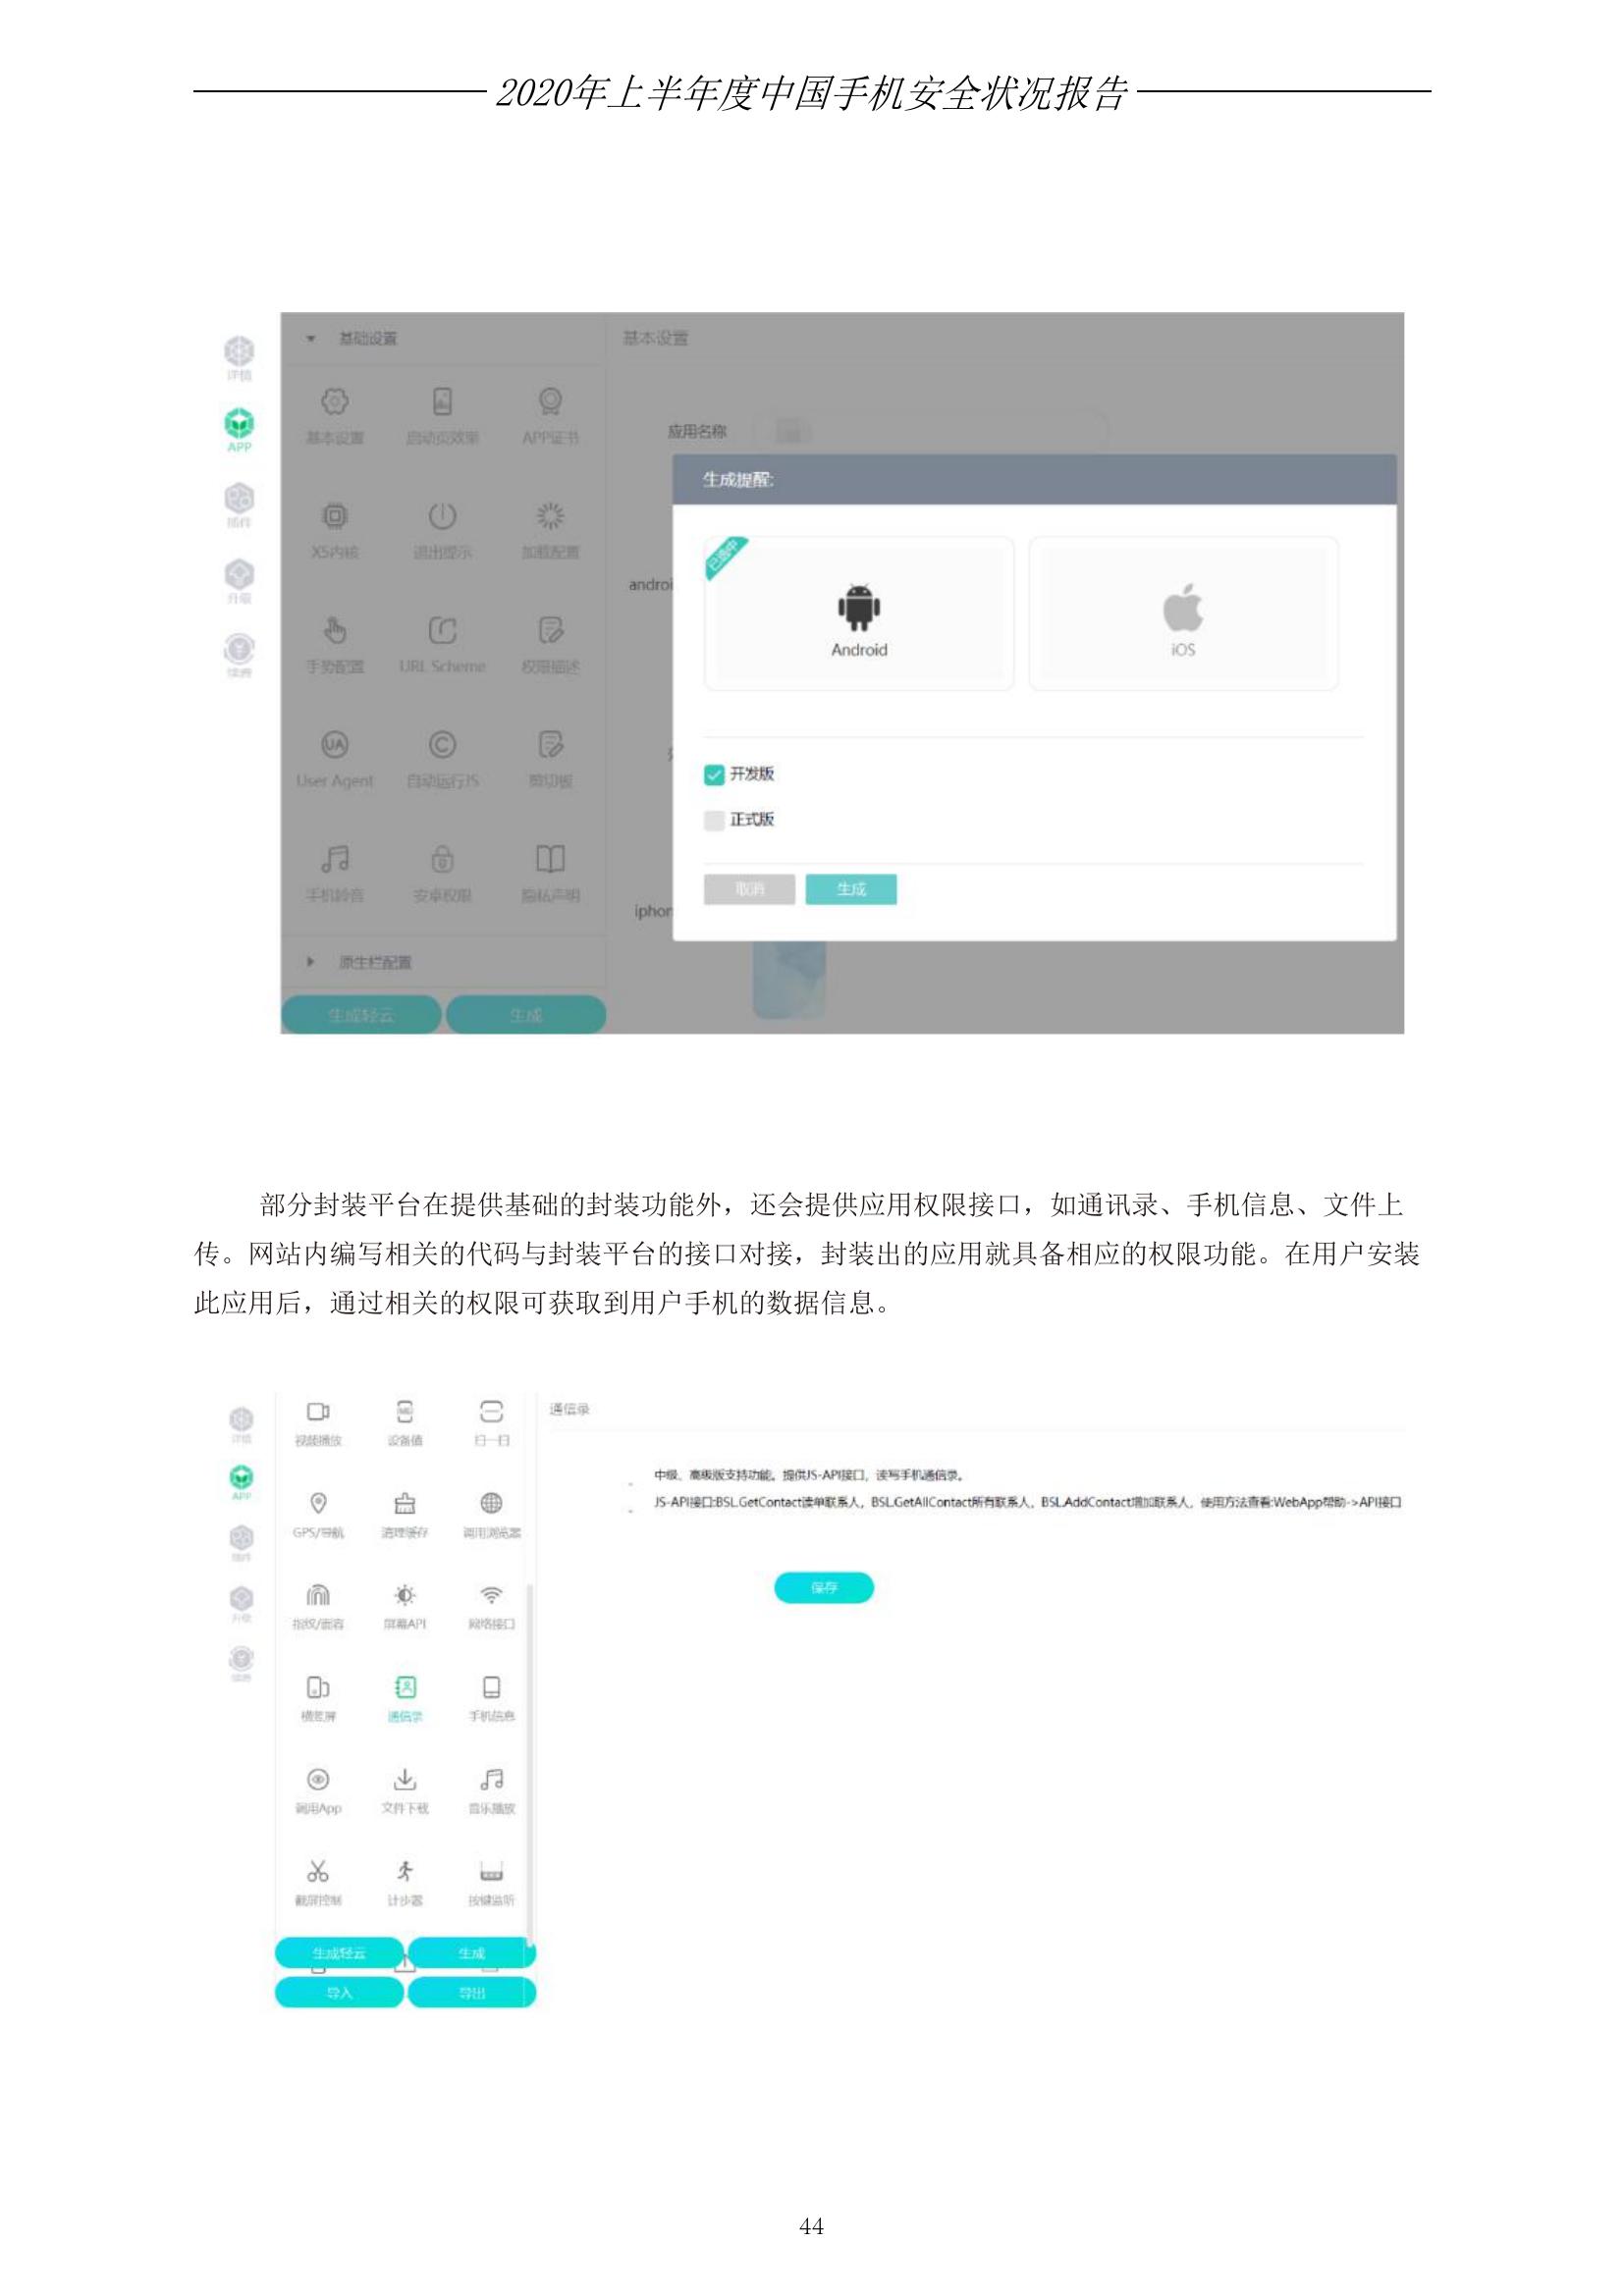 2020年上半年度中国手机安全状况报告
详情
APP
插件
升级
续费
基础设置
基本设置 启动页效果 APP证书
X5内核 退出提示 加载配置
手势配置 URL Scheme 权限描述
User Agent 自动运行JS 剪切板
手机铃音 安卓权限 隐私声明
原生栏配置
生成轻云 生成
基本设置
应用名称
androi
iphon
生成提醒:
已选中
Android
iOS
开发版
正式版
取消 生成
部分封装平台在提供基础的封装功能外，还会提供应用权限接口，如通讯录、手机信息、文件上
传。网站内编写相关的代码与封装平台的接口对接，封装出的应用就具备相应的权限功能。在用户安装
此应用后，通过相关的权限可获取到用户手机的数据信息。
详情
APP
插件
升级
续费
视频播放 设备值 扫一扫
GPS/导航 清理缓存 调用浏览器
指纹/面容 屏幕API 网络接口
横竖屏 通信录 手机信息
调用App 文件下载 音乐播放
截屏控制 计步器 按键监听
生成轻云 生成
导入 导出
通信录
中级、高级版支持功能。提供JS-API接口，读写手机通信录。
JS-API接口:BSL.GetContact读单联系人，BSL.GetAllContact所有联系人，BSL.AddContact增加联系人，使用方法查看:WebApp帮助->API接口
保存
44